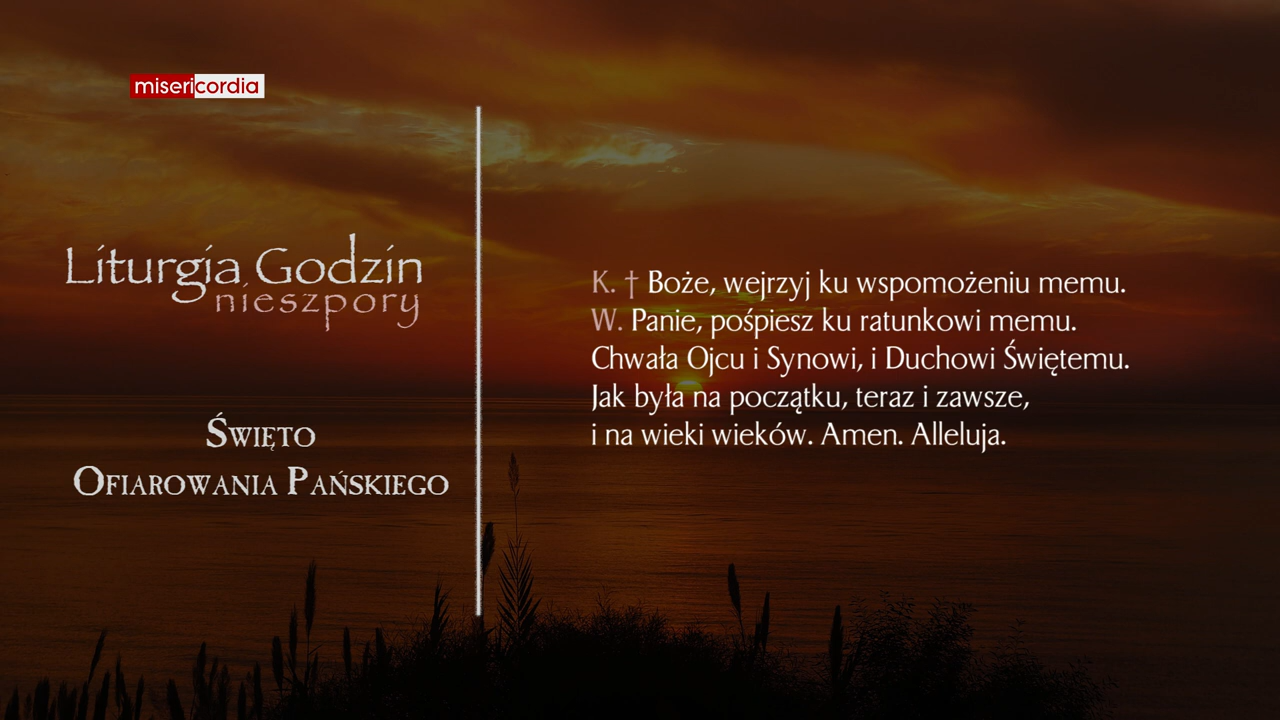 misericordia
Liturgia Godzin
nieszpory
Święto
Ofiarowania Pańskiego
K. † Boże, wejrzyj ku wspomożeniu memu.
W. Panie, pośpiesz ku ratunkowi memu.
Chwała Ojcu i Synowi, i Duchowi Świętemu.
Jak była na początku, teraz i zawsze,
i na wieki wieków. Amen. Alleluja.